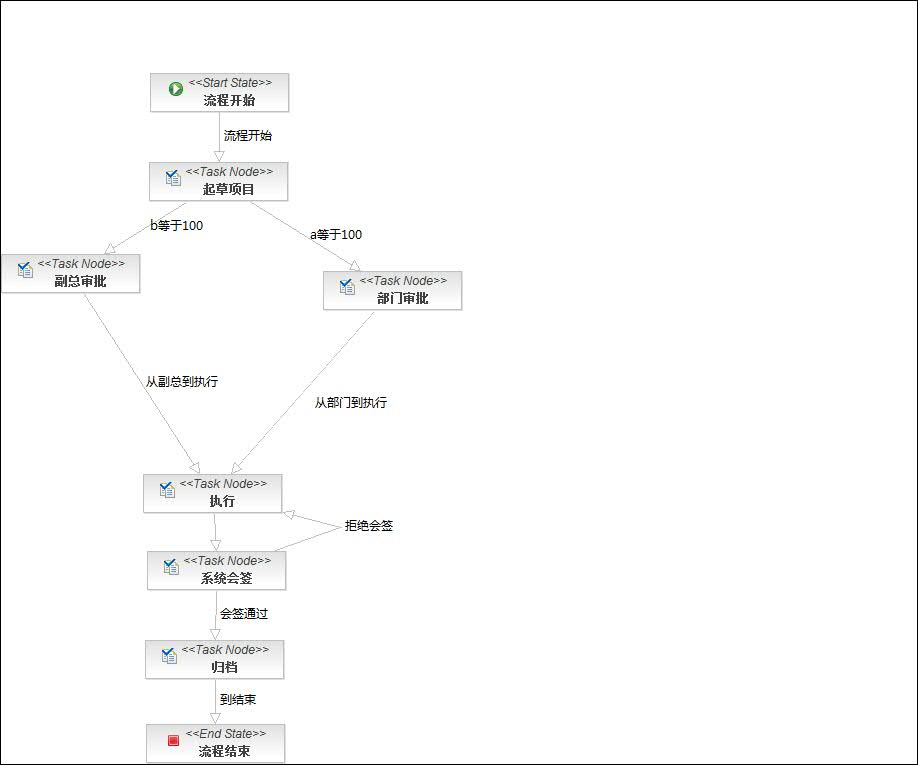 <<Start State>>
流程开始
流程开始
<<Task Node>>
起草项目
b等于100
a等于100
<<Task Node>>
副总审批
<<Task Node>>
部门审批
从副总到执行
从部门到执行
<<Task Node>>
执行
拒绝会签
<<Task Node>>
系统会签
会签通过
<<Task Node>>
归档
到结束
<<End State>>
流程结束